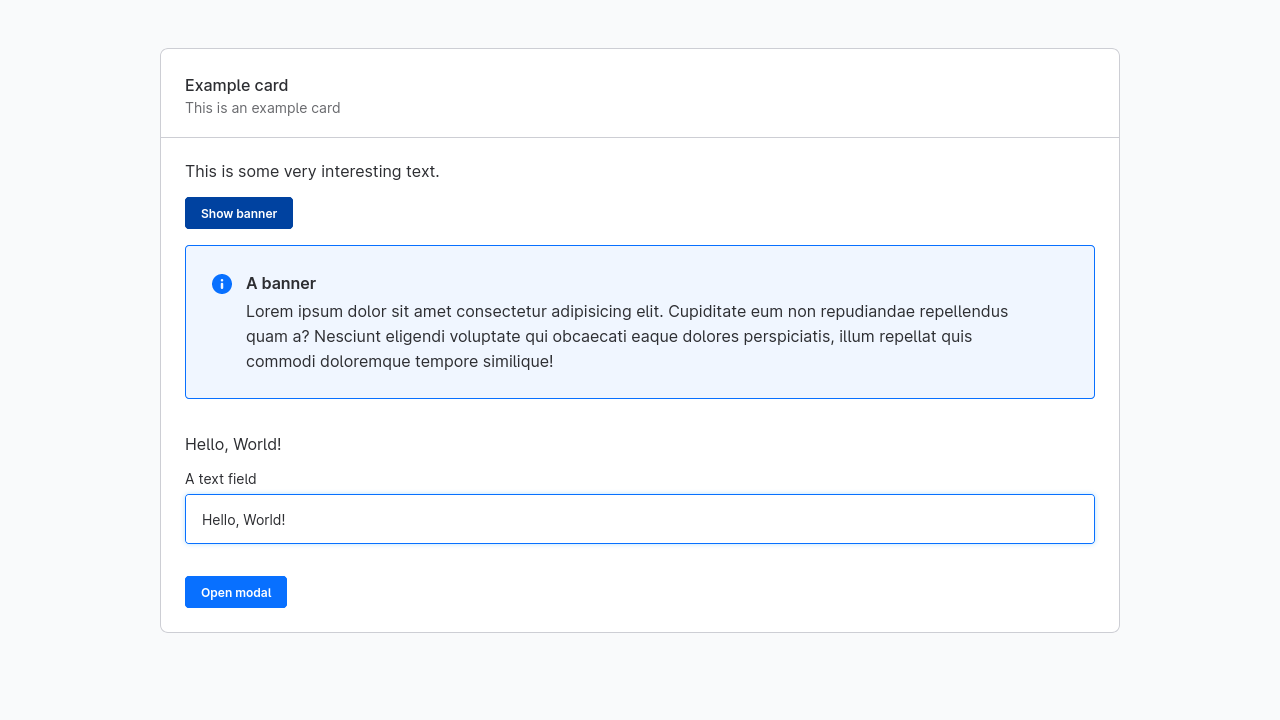 Example card
This is an example card
This is some very interesting text.
Show banner
A banner
Lorem ipsum dolor sit amet consectetur adipisicing elit. Cupiditate eum non repudiandae repellendus
quam a? Nesciunt eligendi voluptate qui obcaecati eaque dolores perspiciatis, illum repellat quis
commodi doloremque tempore similique!
Hello, World!
A text field
Hello, World!
Open modal